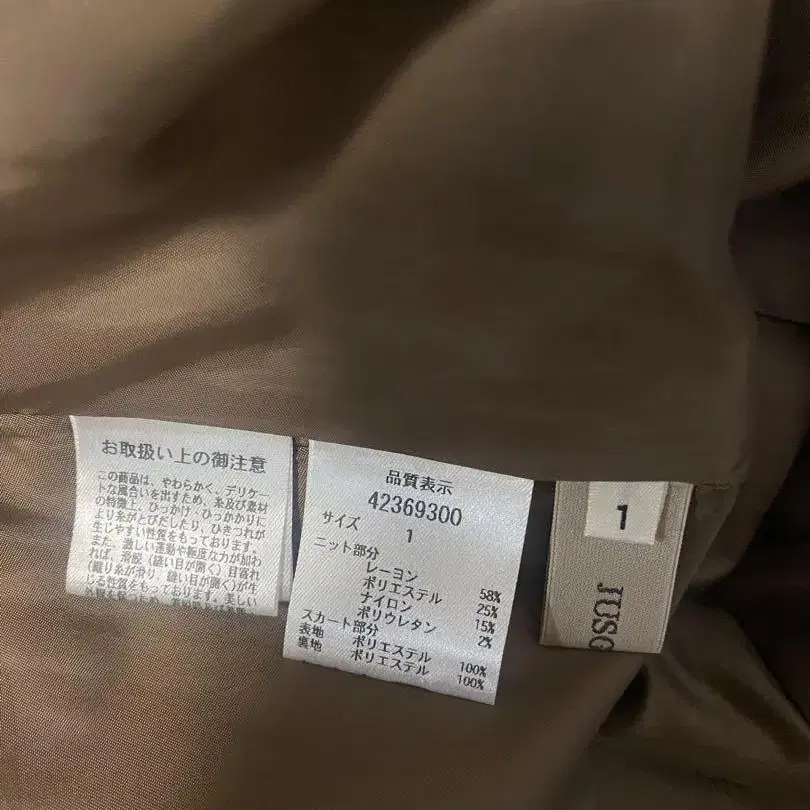 お取扱い上の御注意
この商品は、やわらかく、デリケー
トな風合いを出すため、糸及び素材
の特徴上、ひっかけ・ひっかかりに
より糸がとびだしたり、ひきつれが
生じやすい性質をもっております。
また、激しい運動や極度な力が加わ
れば、滑脱(縫い目が開く)目寄れ
(織り糸が滑り、縫い目が開く)が生
じる性質をもっております。美しい
品質表示
42369300
サイズ
1
ニット部分
レーヨン 58%
ポリエステル 25%
ナイロン 15%
ポリウレタン 2%
スカート部分
表地 ポリエステル 100%
裏地 ポリエステル 100%
1
JUSG